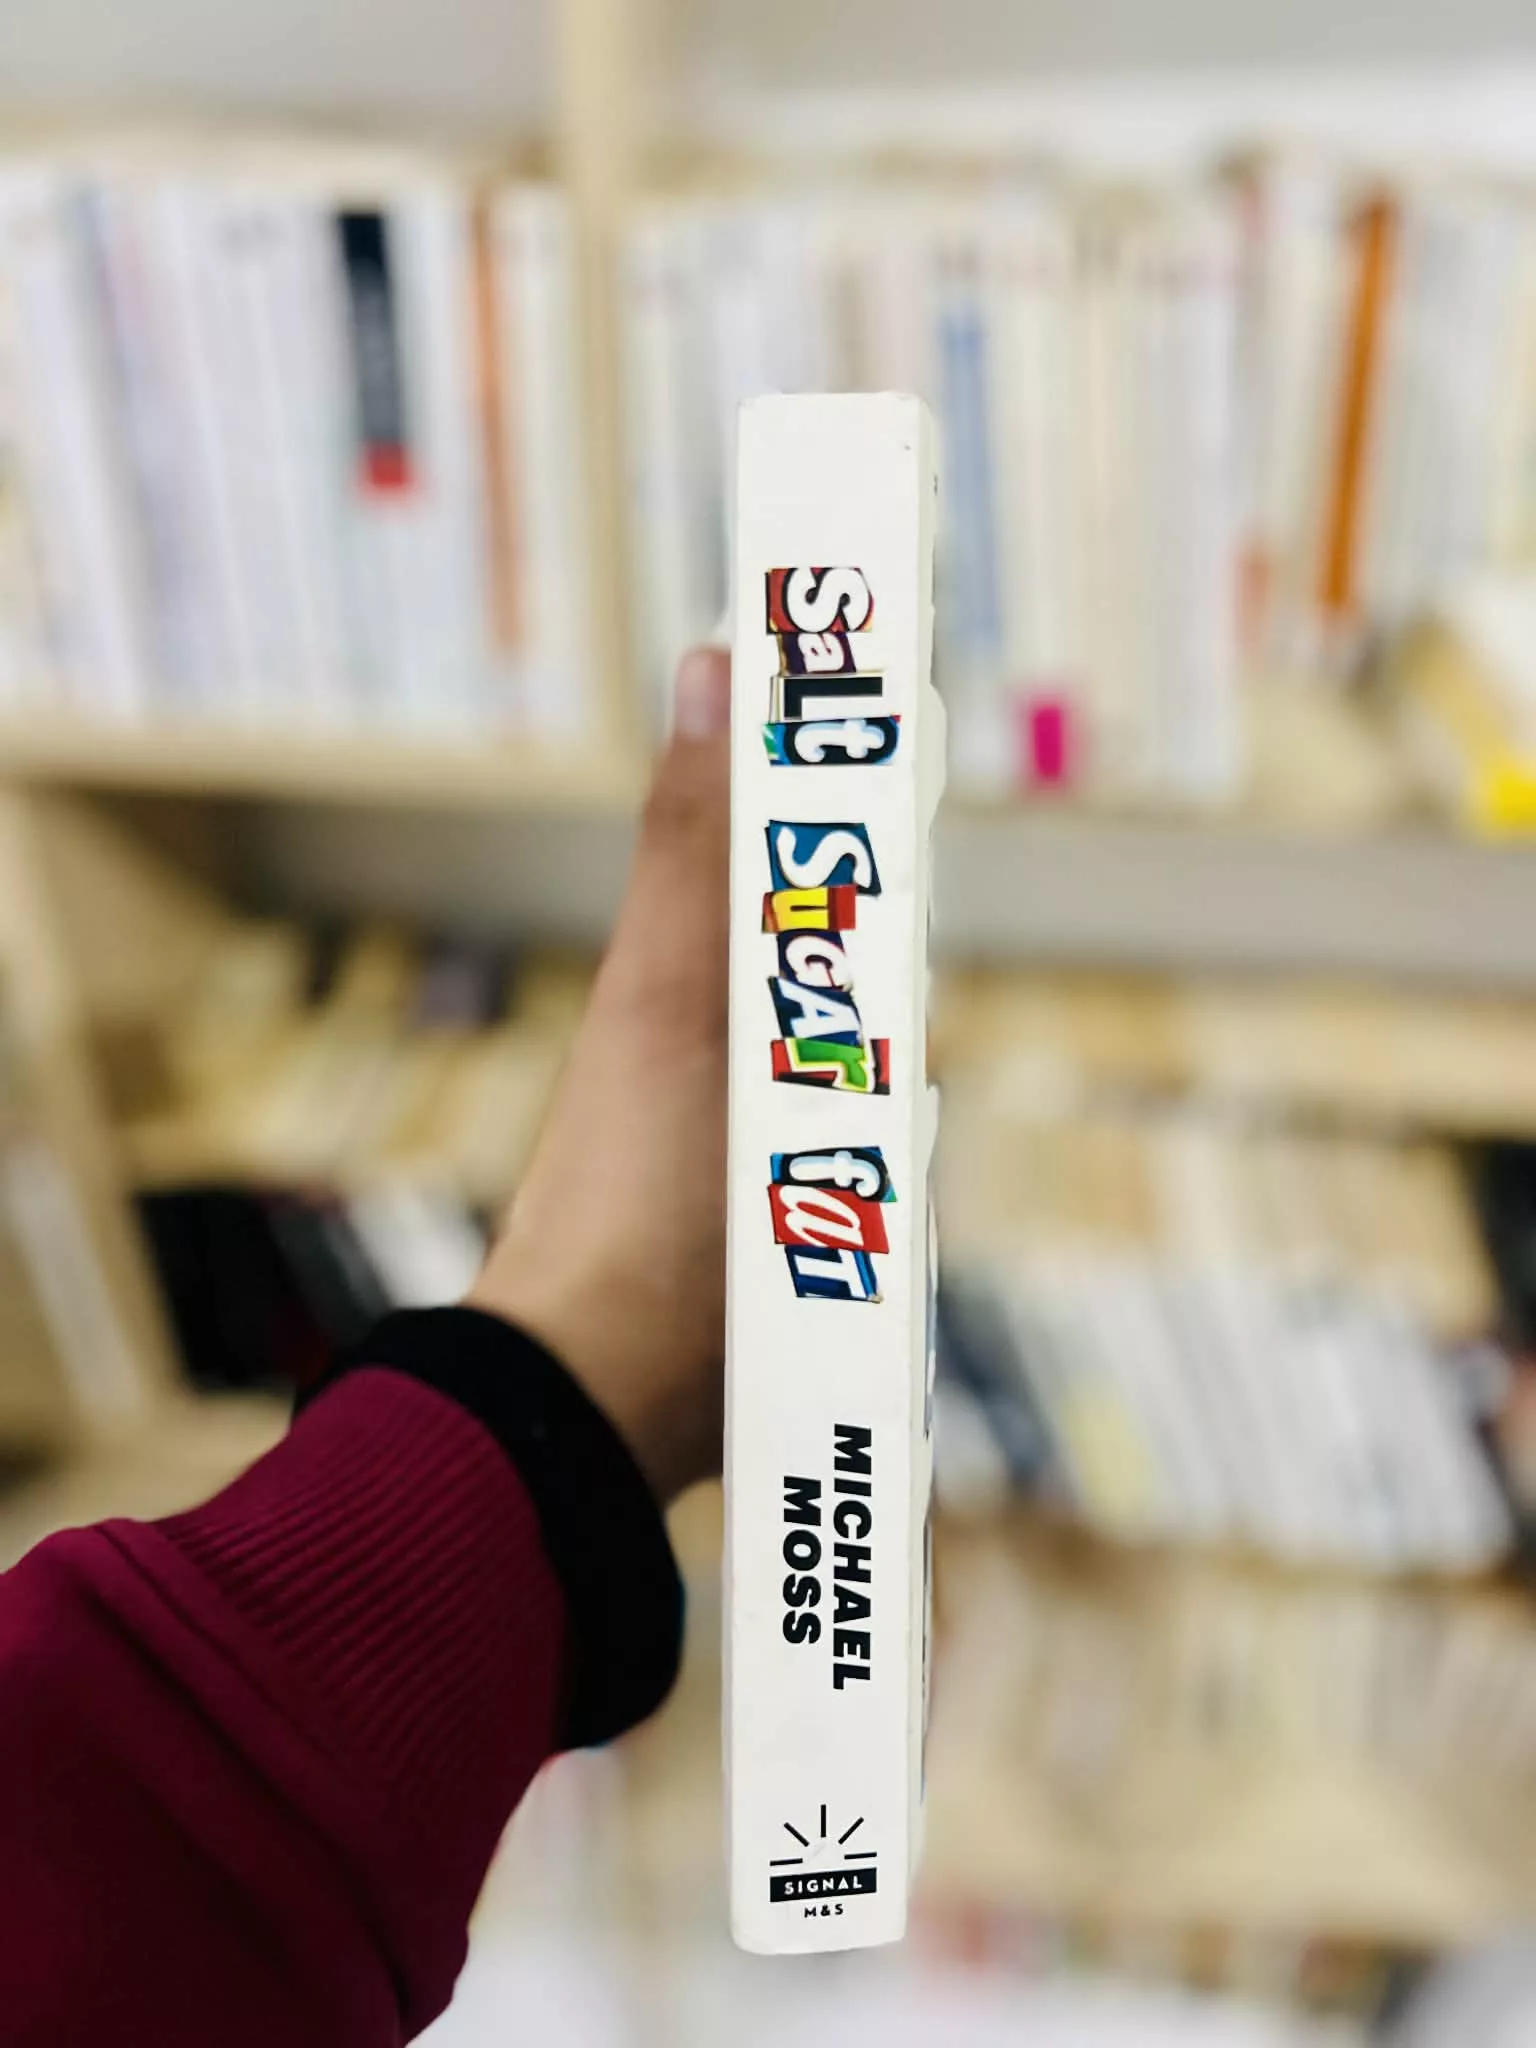 SaLt SuGAr faT
MICHAEL
MOSS
SIGNAL
M&S